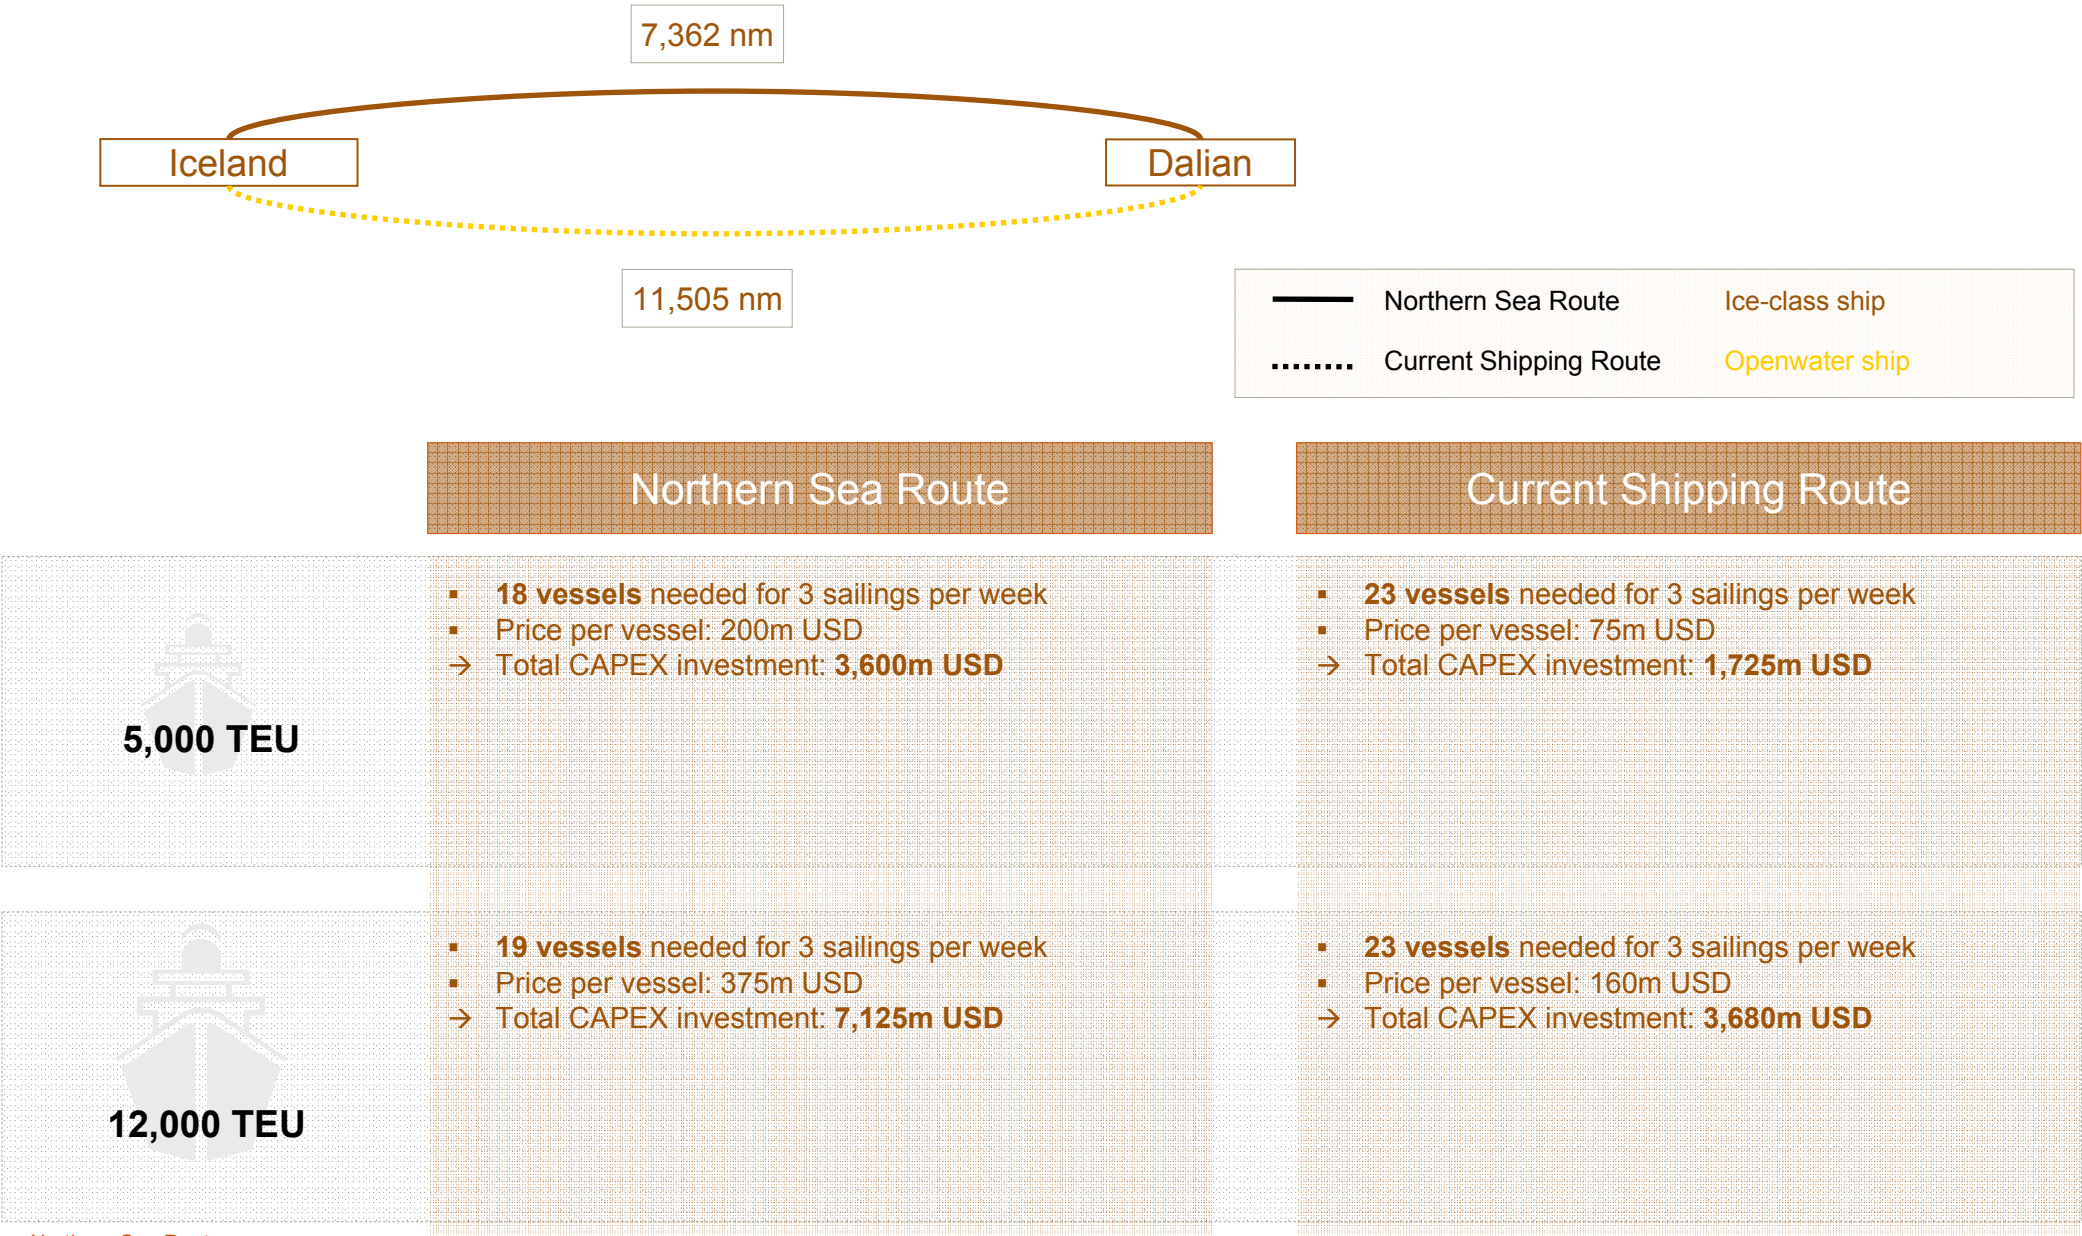 7,362 nm
Iceland
Dalian
11,505 nm
Northern Sea Route Ice-class ship
Current Shipping Route Openwater ship
Northern Sea Route
Current Shipping Route
5,000 TEU
▪ 18 vessels needed for 3 sailings per week
▪ Price per vessel: 200m USD
→ Total CAPEX investment: 3,600m USD
▪ 23 vessels needed for 3 sailings per week
▪ Price per vessel: 75m USD
→ Total CAPEX investment: 1,725m USD
12,000 TEU
▪ 19 vessels needed for 3 sailings per week
▪ Price per vessel: 375m USD
→ Total CAPEX investment: 7,125m USD
▪ 23 vessels needed for 3 sailings per week
▪ Price per vessel: 160m USD
→ Total CAPEX investment: 3,680m USD
Northern Sea Route